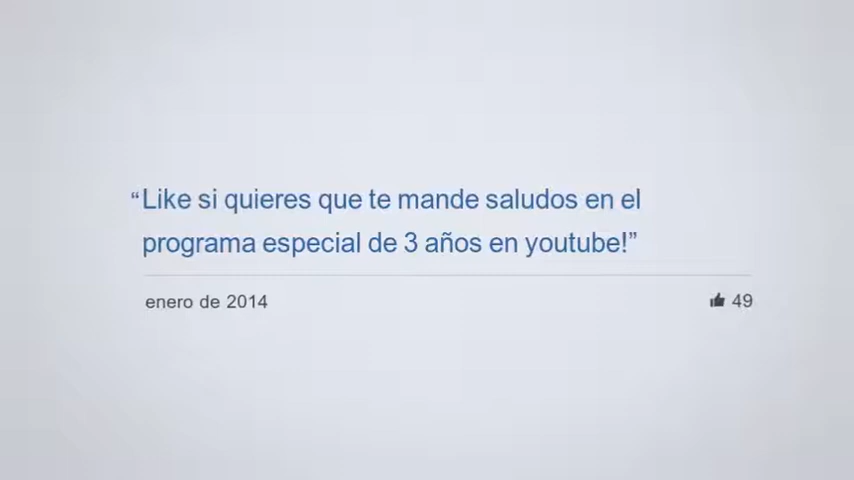 “Like si quieres que te mande saludos en el
programa especial de 3 años en youtube!”
enero de 2014 49